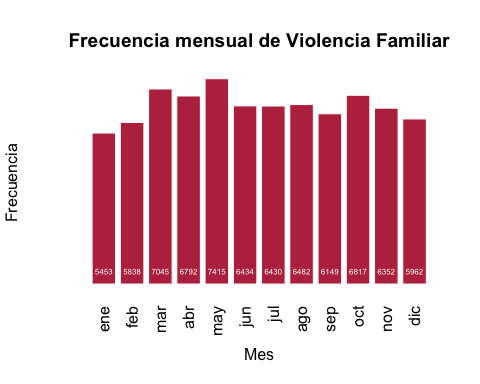 Frecuencia mensual de Violencia Familiar
Frecuencia
5453 5838 7045 6792 7415 6434 6430 6482 6149 6817 6352 5962
ene feb mar abr may jun jul ago sep oct nov dic
Mes